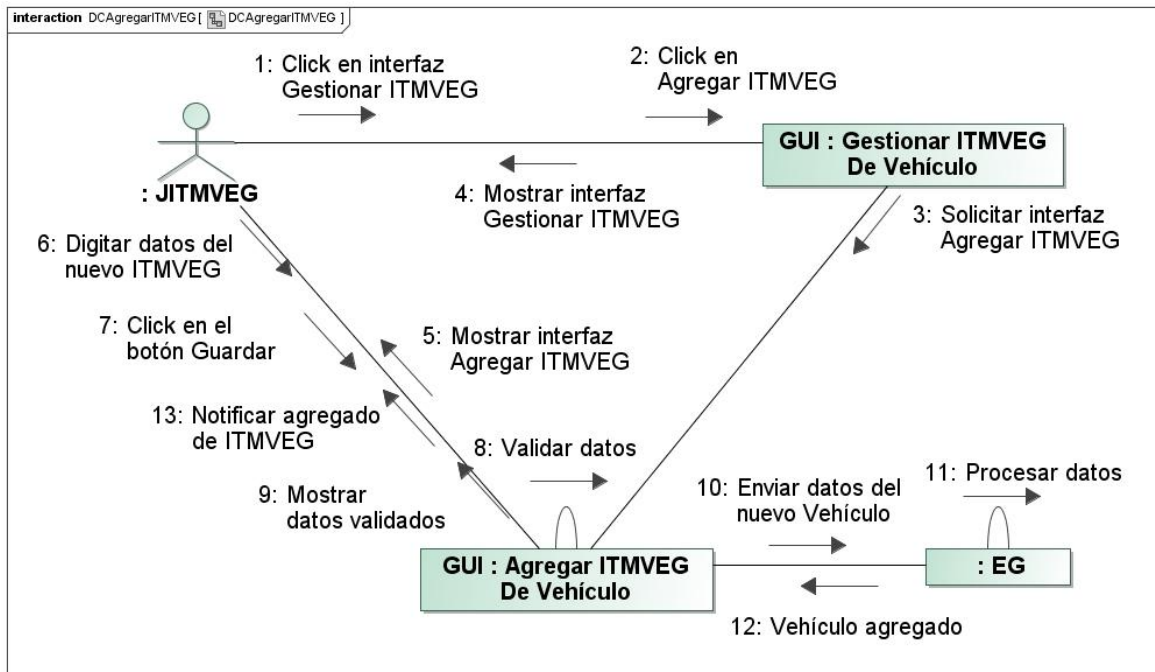 interaction DCAgregarITMVEG [ DCAgregarITMVEG ]
1: Click en interfaz
Gestionar ITMVEG
2: Click en
Agregar ITMVEG
GUI : Gestionar ITMVEG
De Vehículo
: JITMVEG
4: Mostrar interfaz
Gestionar ITMVEG
3: Solicitar interfaz
Agregar ITMVEG
6: Digitar datos del
nuevo ITMVEG
7: Click en el
botón Guardar
5: Mostrar interfaz
Agregar ITMVEG
13: Notificar agregado
de ITMVEG
8: Validar datos
9: Mostrar
datos validados
10: Enviar datos del
nuevo Vehículo
11: Procesar datos
GUI : Agregar ITMVEG
De Vehículo
: EG
12: Vehículo agregado